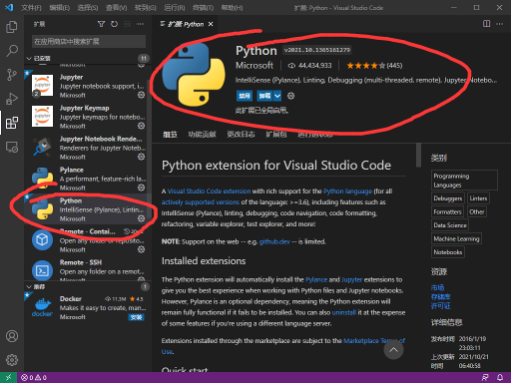 文件(F) 编辑(E) 选择(S) 查看(V) 转到(G) 运行(R) 终端(T) 帮助(H) 扩展: Python - Visual Studio Code
扩展
扩展: Python
在应用商店中搜索扩展
已安装 11
Jupyter
Jupyter notebook support, i...
Jupyter
Jupyter Keymap
Jupyter keymaps for notebo...
Jupyter
Jupyter Notebook Rende...
Renderers for Jupyter Noteb...
Jupyter
Pylance
A performant, feature-rich la...
Microsoft
Python
IntelliSense (Pylance), Lintin...
Microsoft
Remote - Contai...
Open any folder or reposito...
Microsoft
Remote - SSH
Open any folder on a remot...
Microsoft
推荐
Docker 11.3M 4.5
Makes it easy to create, man...
Microsoft 安装
Python v2021.10.1365161279
Microsoft 44,434,933 (445)
IntelliSense (Pylance), Linting, Debugging (multi-threaded, remote), Jupyter Notebo...
禁用 卸载
此扩展已全局启用。
细节 功能贡献 更改日志 扩展包
Python extension for Visual Studio Code
A Visual Studio Code extension with rich support for the Python language (for all
actively supported versions of the language: >=3.6), including features such as
IntelliSense (Pylance), linting, debugging, code navigation, code formatting,
refactoring, variable explorer, test explorer, and more!
NOTE: Support on the web -- e.g. github.dev -- is limited.
Installed extensions
The Python extension will automatically install the Pylance and Jupyter extensions to
give you the best experience when working with Python files and Jupyter notebooks.
However, Pylance is an optional dependency, meaning the Python extension will
remain fully functional if it fails to be installed. You can also uninstall it at the expense
of some features if you're using a different language server.
Extensions installed through the marketplace are subject to the Marketplace Terms of
Use.
Quick start
类别
Programming
Languages
Debuggers Linters
Formatters Other
Data Science
Machine Learning
Notebooks
资源
市场
存储库
许可证
详细信息
发布时间 2016/1/19
23:03:11
上次更新 2021/10/21
时间 06:40:58
0 0